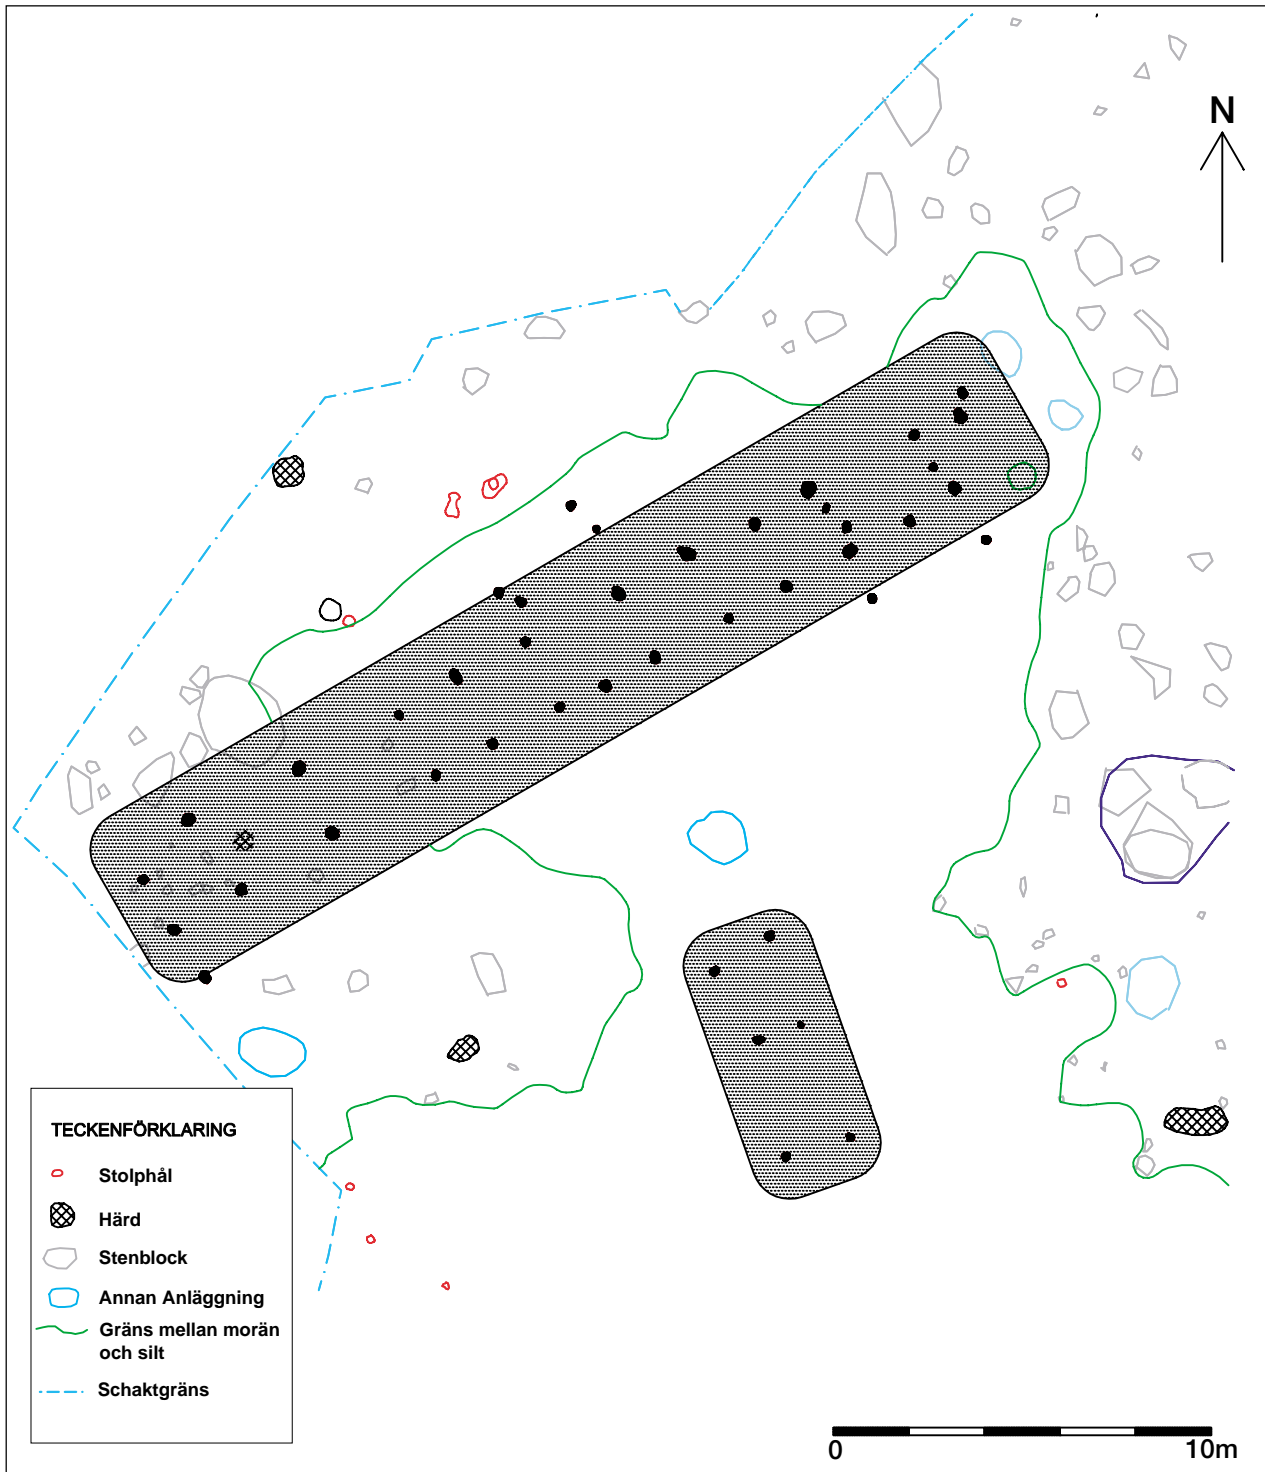 N
TECKENFÖRKLARING
Stolphål
Härd
Stenblock
Annan Anläggning
Gräns mellan morän
och silt
Schaktgräns
0 10m